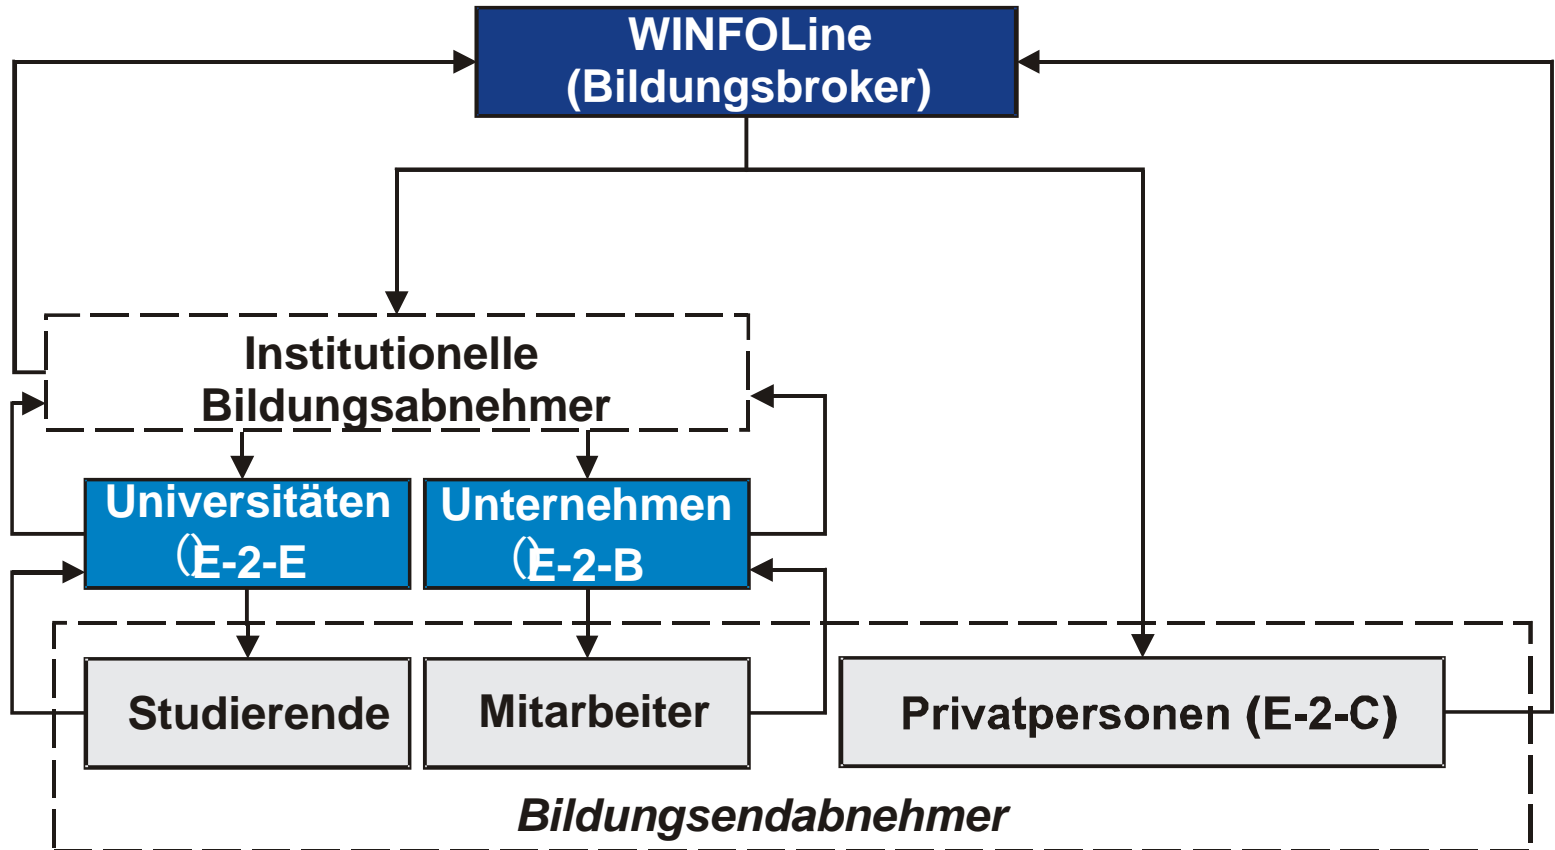 WINFOLine
(Bildungsbroker)
Institutionelle
Bildungsabnehmer
Universitäten
()E-2-E
Unternehmen
()E-2-B
Studierende
Mitarbeiter
Privatpersonen (E-2-C)
Bildungsendabnehmer